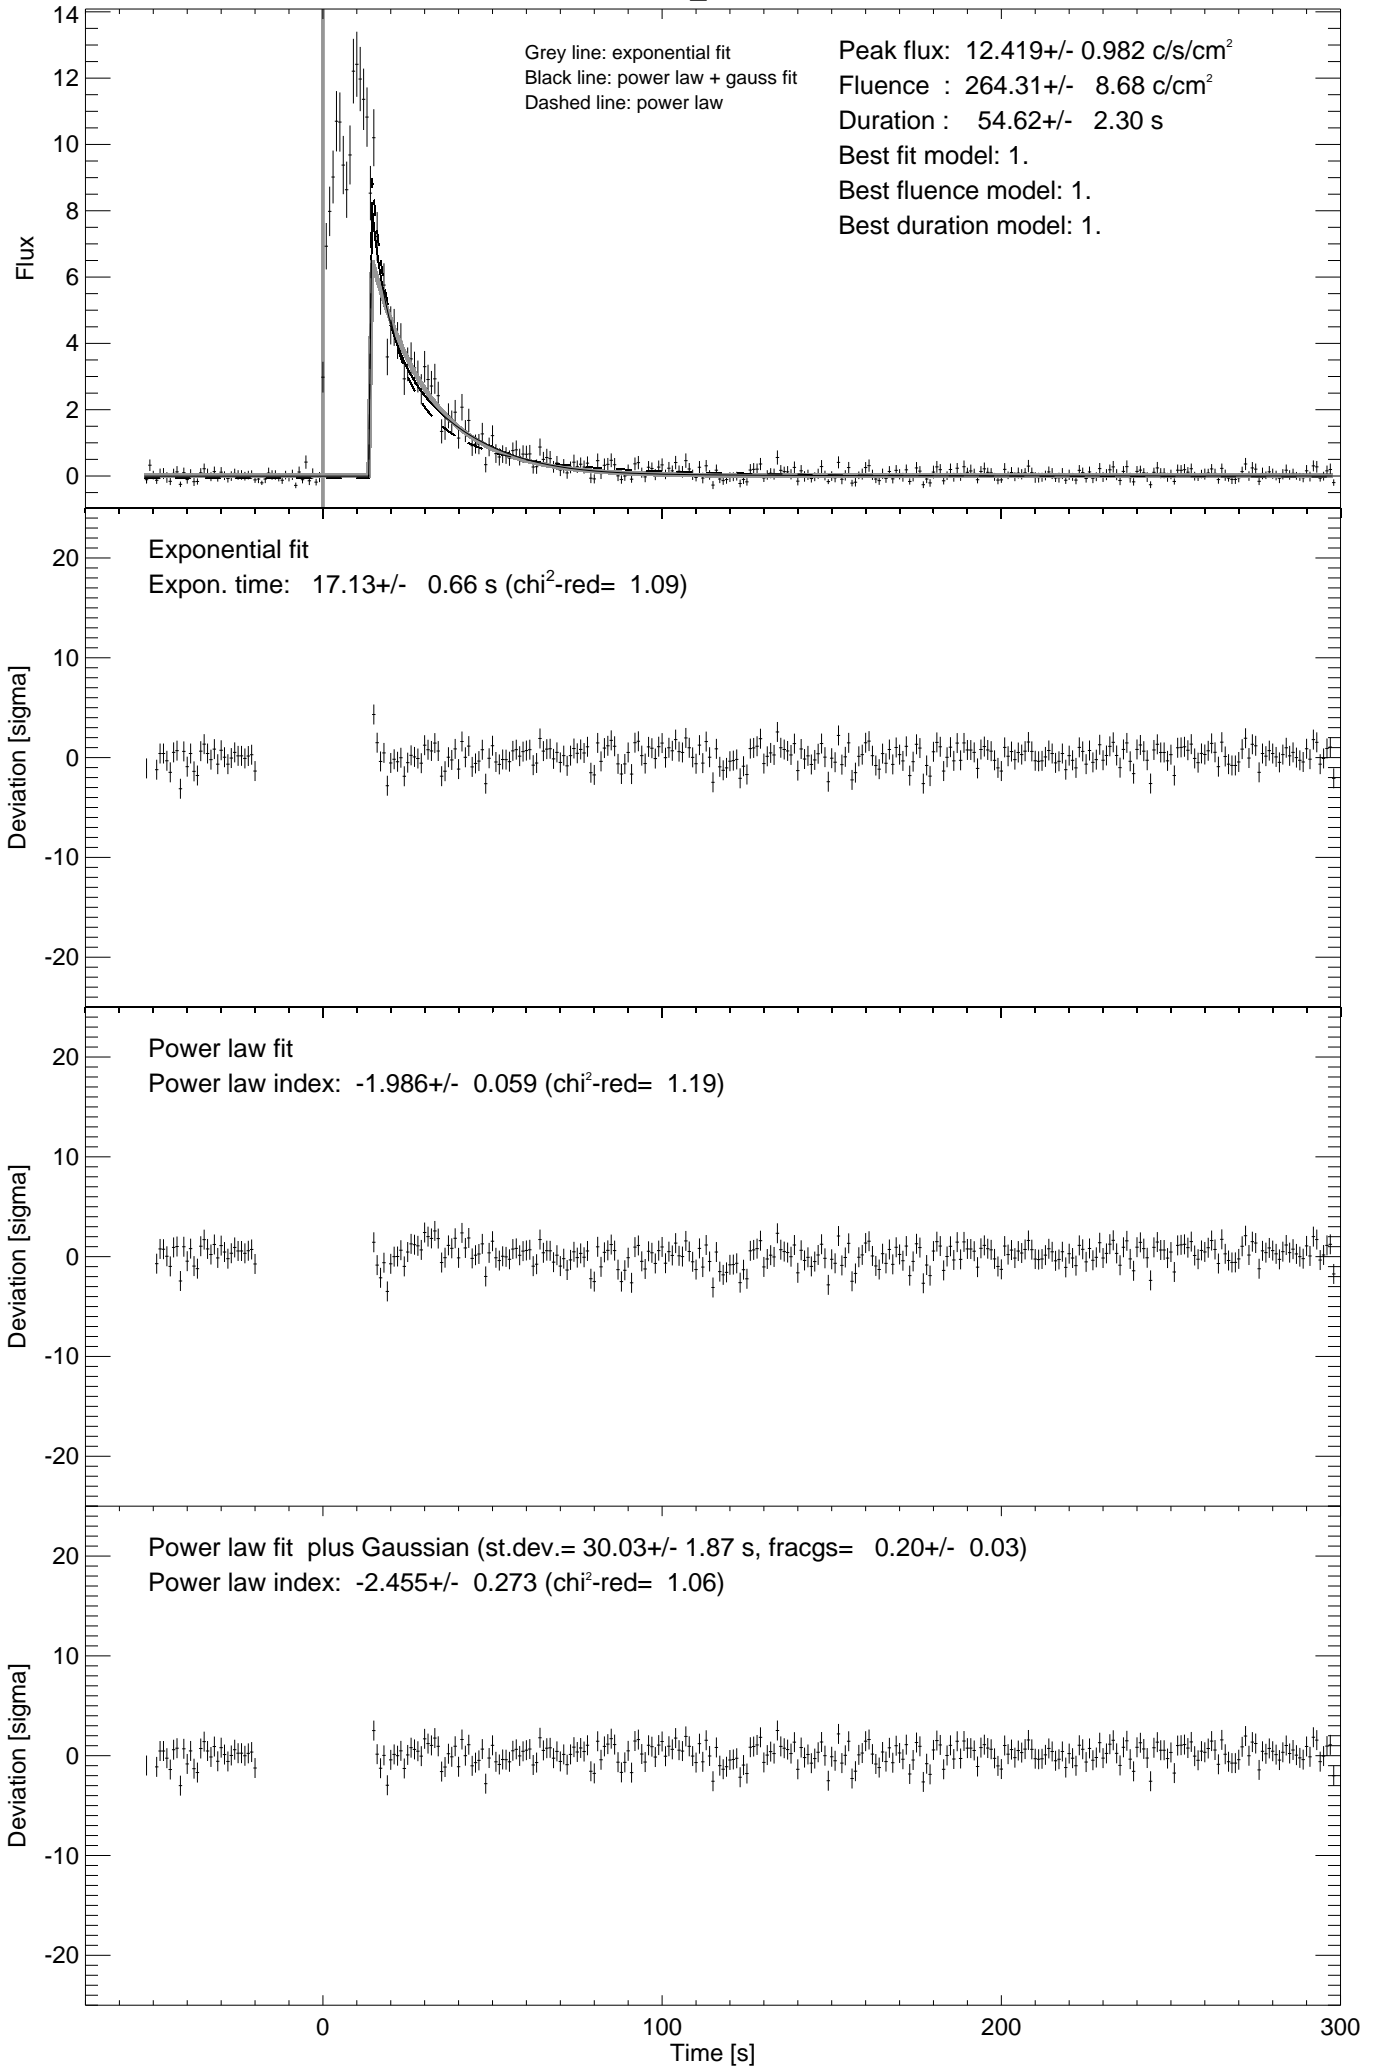 Grey line: exponential fit
Black line: power law + gauss fit
Dashed line: power law
Peak flux: 12.419+/- 0.982 c/s/cm²
Fluence : 264.31+/- 8.68 c/cm²
Duration : 54.62+/- 2.30 s
Best fit model: 1.
Best fluence model: 1.
Best duration model: 1.
Flux
14
12
10
8
6
4
2
0
Exponential fit
Expon. time: 17.13+/- 0.66 s (chi²-red= 1.09)
Deviation [sigma]
20
10
0
-10
-20
Power law fit
Power law index: -1.986+/- 0.059 (chi²-red= 1.19)
Deviation [sigma]
20
10
0
-10
-20
Power law fit plus Gaussian (st.dev.= 30.03+/- 1.87 s, fracgs= 0.20+/- 0.03)
Power law index: -2.455+/- 0.273 (chi²-red= 1.06)
Deviation [sigma]
20
10
0
-10
-20
0 100 200 300
Time [s]